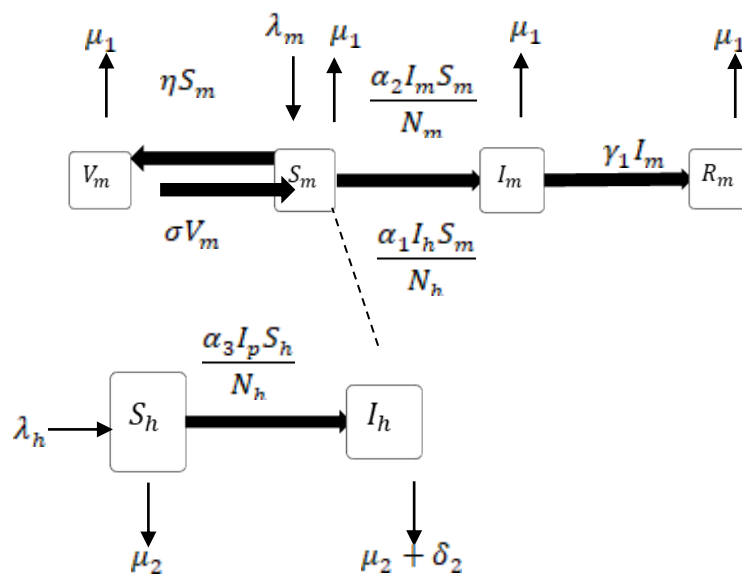 μ₁ λₘ μ₁ μ₁ μ₁
ηSₘ α₂IₘSₘ/Nₘ
Vₘ Sₘ Iₘ γ₁Iₘ Rₘ
σVₘ α₁IₕSₘ/Nₕ
α₃IₚSₕ/Nₕ
λₕ Sₕ Iₕ
μ₂ μ₂ + δ₂